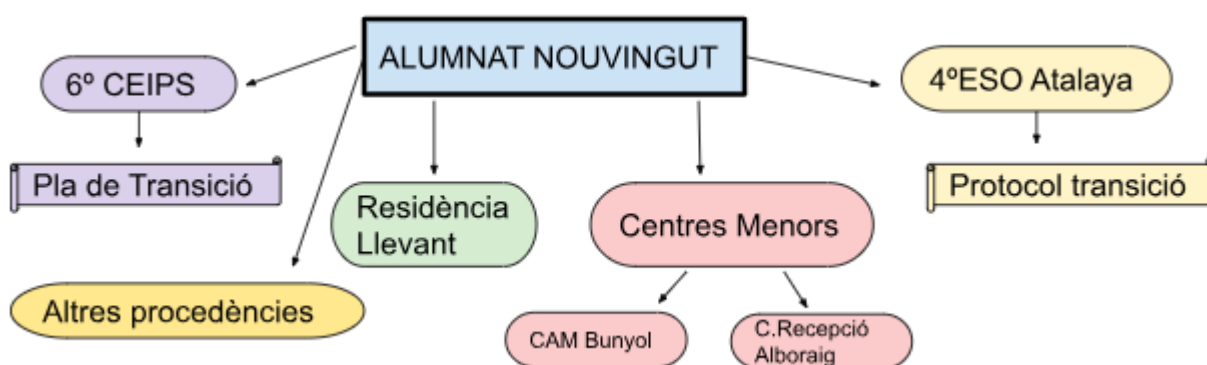 ALUMNAT NOUVINGUT
6º CEIPS
4ºESO Atalaya
Pla de Transició
Protocol transició
Residència
Llevant
Centres Menors
Altres procedències
CAM Bunyol
C.Recepció
Alboraig